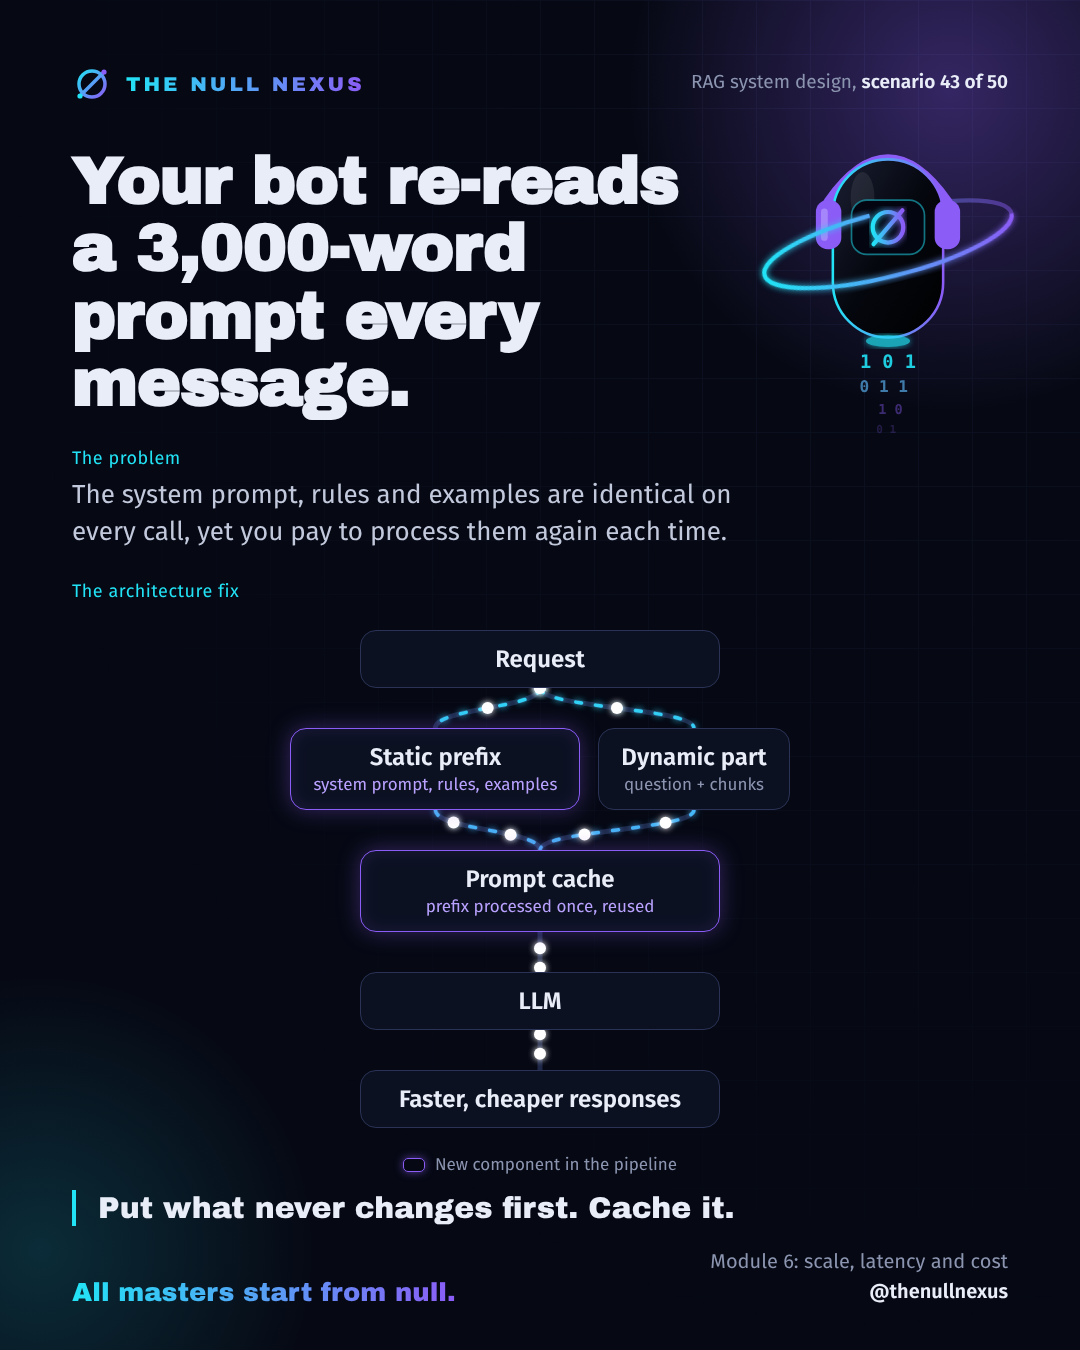 THE NULL NEXUS
RAG system design, scenario 43 of 50
Your bot re-reads
a 3,000-word
prompt every
message.
1 0 1
0 1 1
1 0
0 1
The problem
The system prompt, rules and examples are identical on
every call, yet you pay to process them again each time.
The architecture fix
Request
Static prefix
system prompt, rules, examples
Dynamic part
question + chunks
Prompt cache
prefix processed once, reused
LLM
Faster, cheaper responses
New component in the pipeline
Put what never changes first. Cache it.
Module 6: scale, latency and cost
All masters start from null.
@thenullnexus